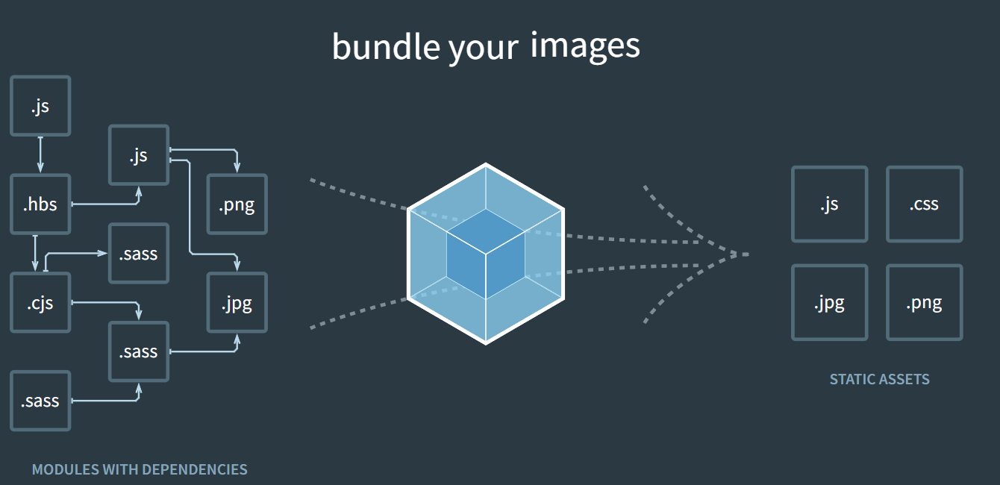 bundle your images
.js
.js
.hbs
.png
.sass
.cjs
.jpg
.sass
.sass
MODULES WITH DEPENDENCIES
.js
.css
.jpg
.png
STATIC ASSETS